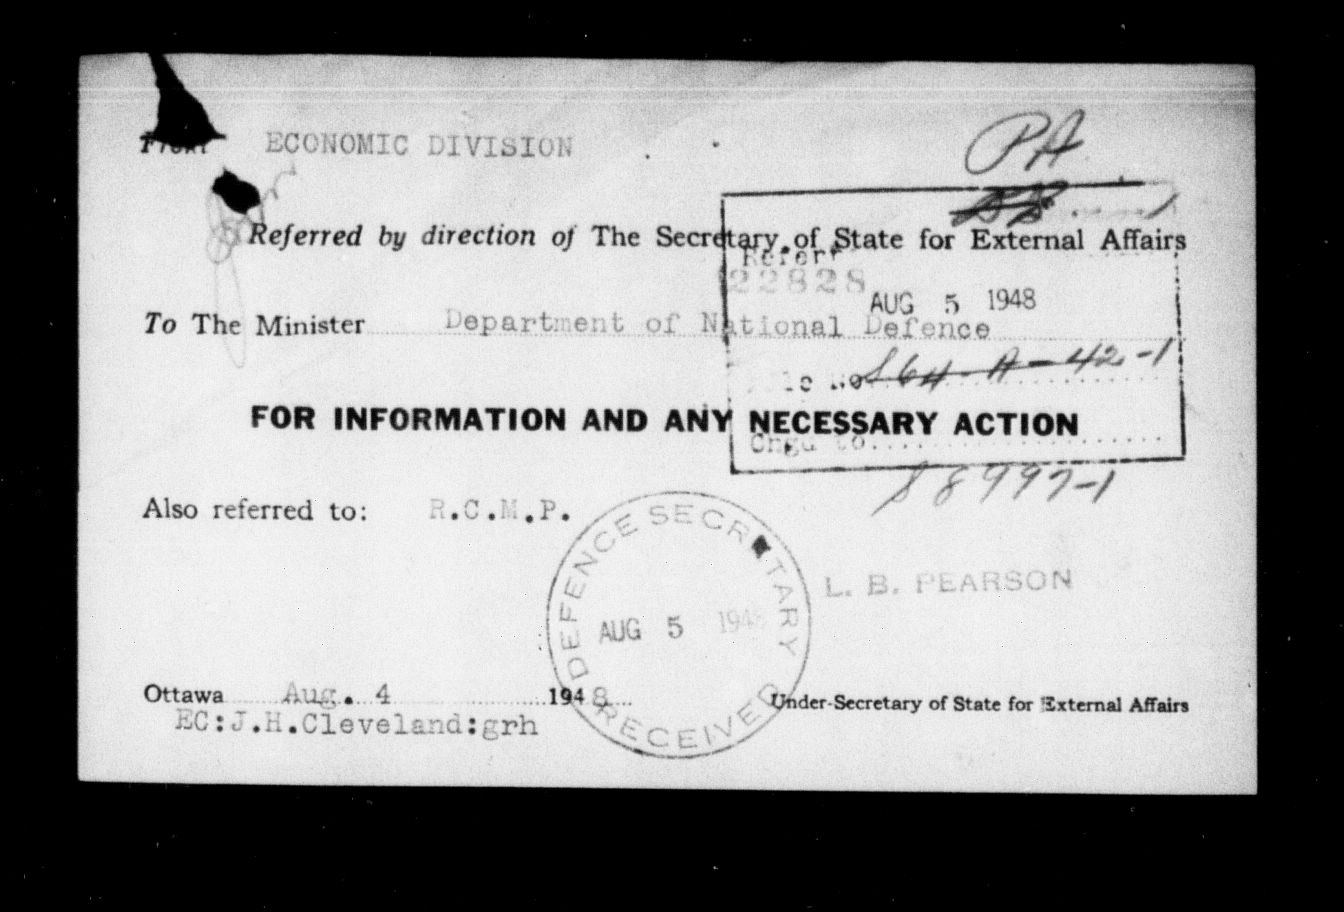 From: ECONOMIC DIVISION
PA
Referred by direction of The Secretary of State for External Affairs
22828
AUG 5 1948
To The Minister Department of National Defence
S64-A-42-1
FOR INFORMATION AND ANY NECESSARY ACTION
Chgd to
S8997-1
Also referred to: R.C.M.P.
DEFENCE SECRETARY
AUG 5 1948
RECEIVED
L. B. PEARSON
Ottawa Aug. 4 1948
Under-Secretary of State for External Affairs
EC:J.H.Cleveland:grh